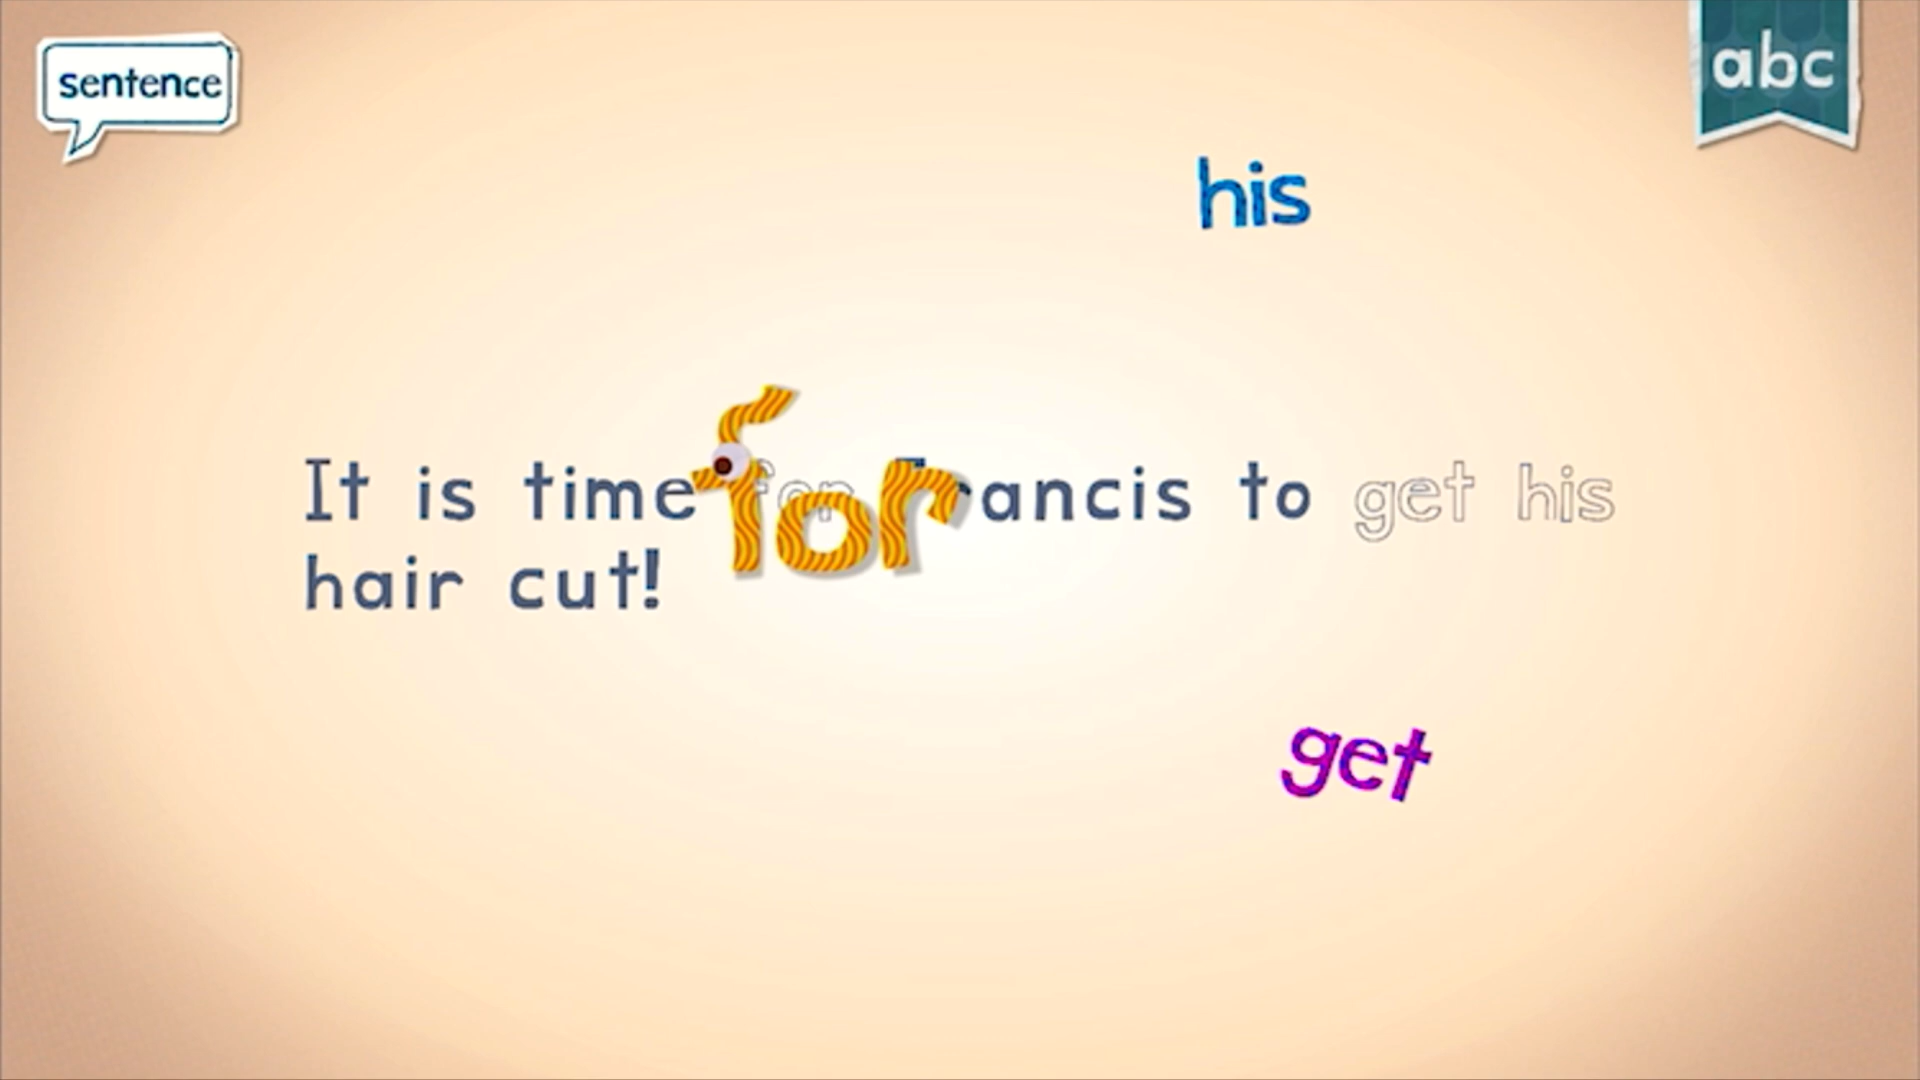 sentence
abc
his
It is time for Francis to get his
hair cut!
get